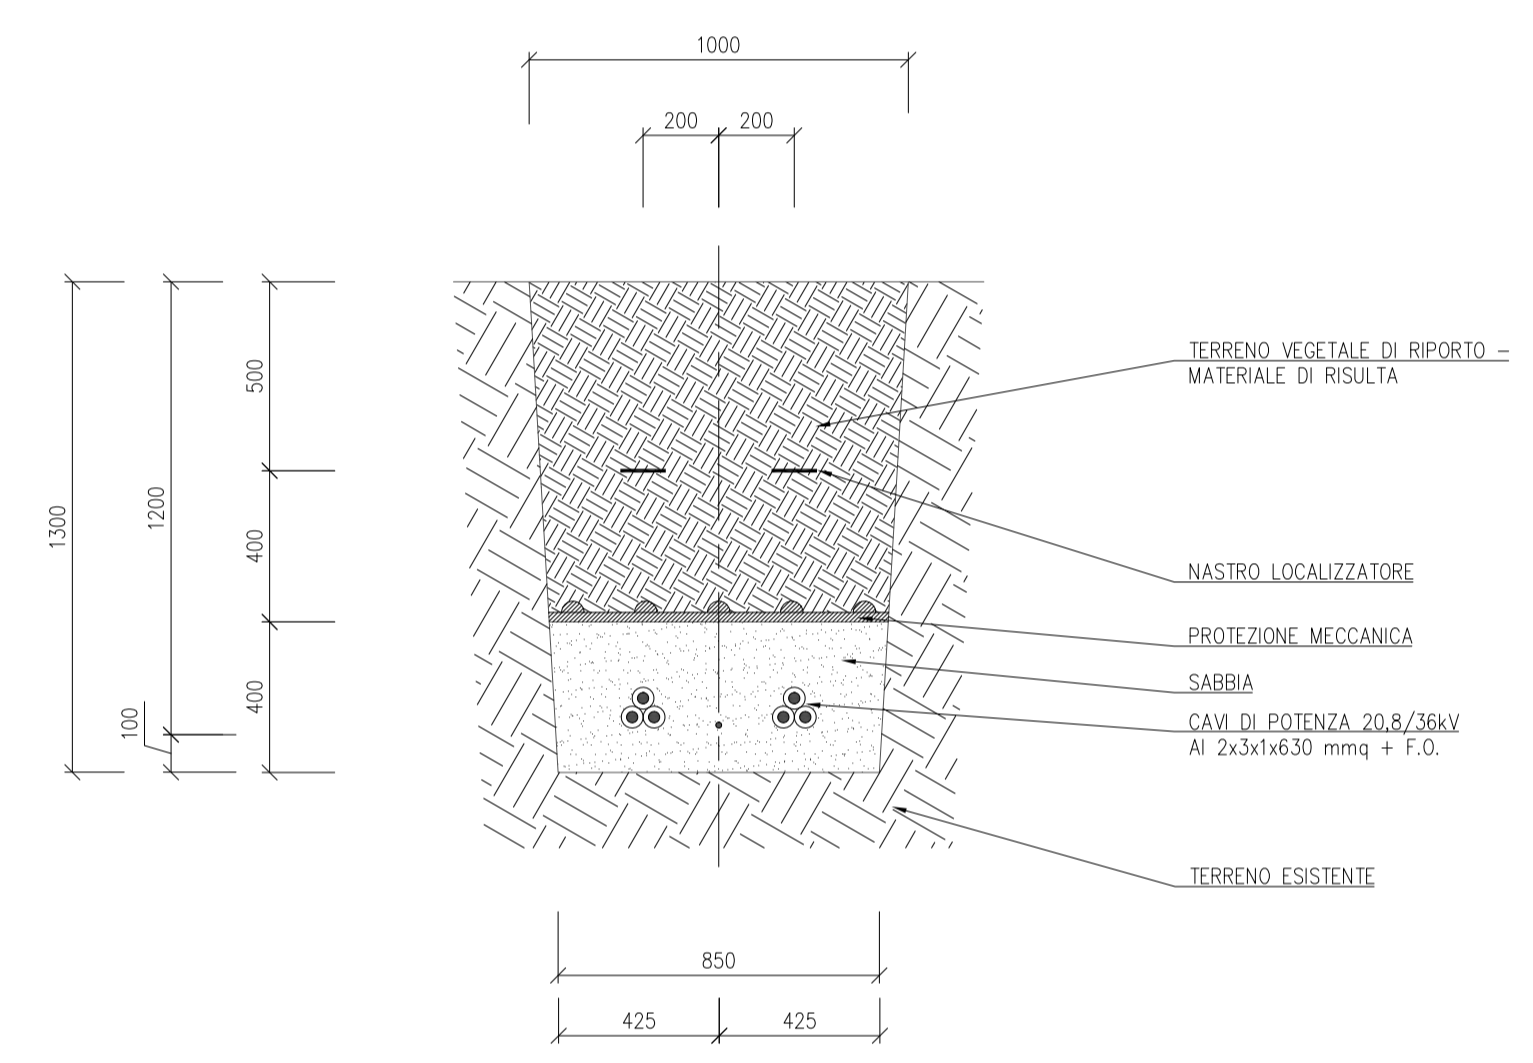 1000
200
200
500
400
400
1200
1300
100
TERRENO VEGETALE DI RIPORTO –
MATERIALE DI RISULTA
NASTRO LOCALIZZATORE
PROTEZIONE MECCANICA
SABBIA
CAVI DI POTENZA 20,8/36kV
Al 2x3x1x630 mmq + F.O.
TERRENO ESISTENTE
850
425
425